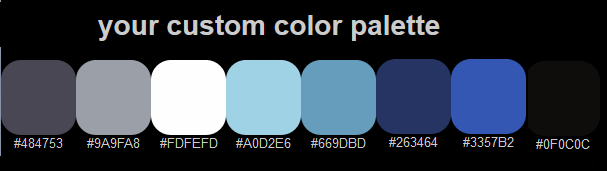 your custom color palette
#484753 #9A9FA8 #FDFEFD #A0D2E6 #669DBD #263464 #3357B2 #0F0C0C